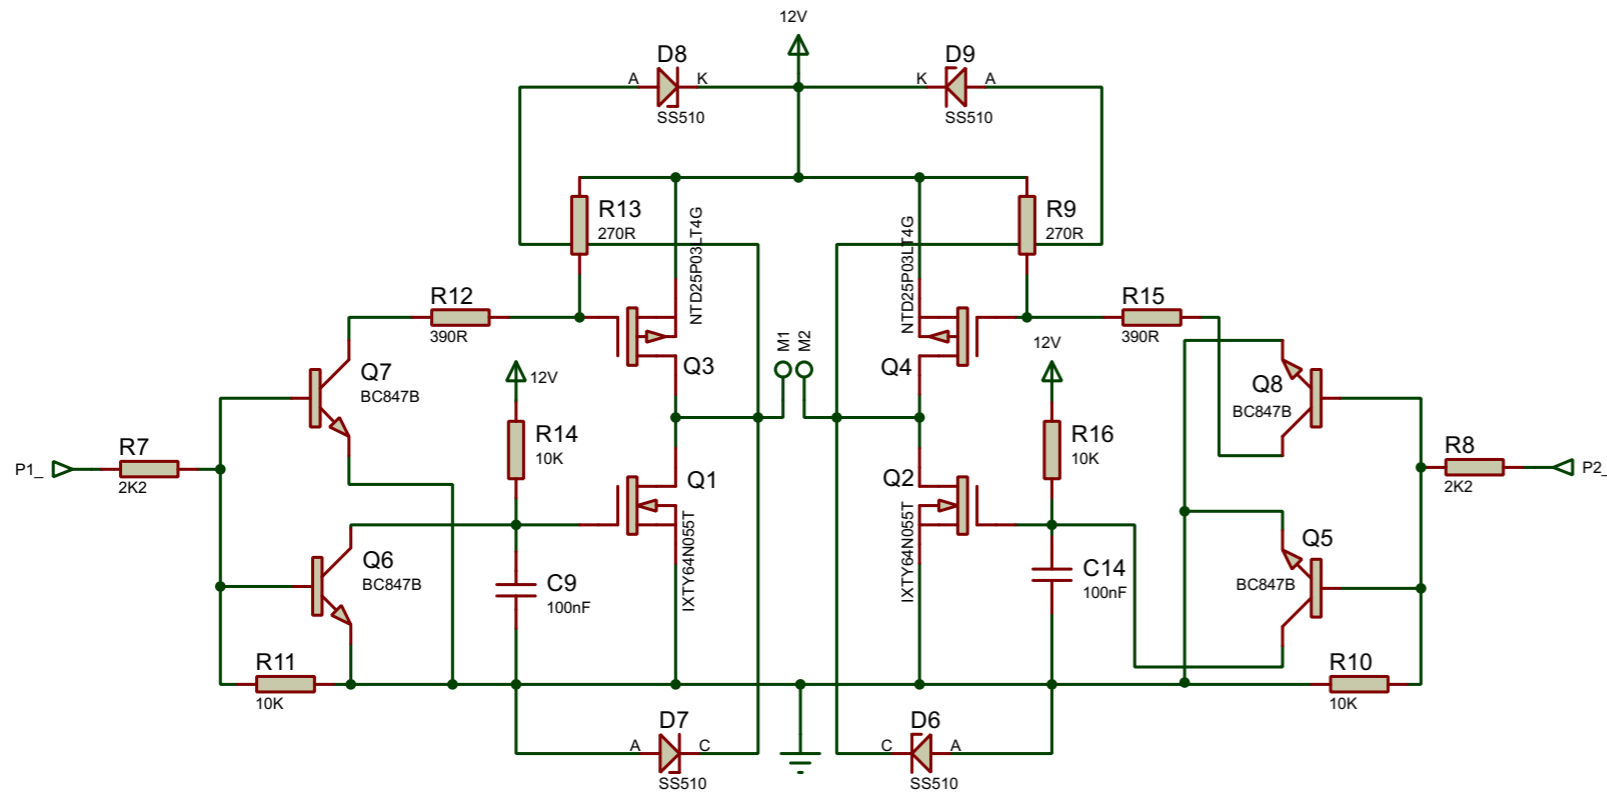 12V
D8
D9
A
K
K
A
SS510
SS510
R13
270R
NTD25P03LT4G
NTD25P03LT4G
R9
270R
R12
390R
R15
390R
M1
M2
12V
Q7
BC847B
12V
Q3
Q4
Q8
BC847B
R14
10K
R16
10K
R7
2K2
P1_
R8
2K2
P2_
Q1
Q2
IXTY64N055T
IXTY64N055T
Q6
BC847B
C9
100nF
C14
100nF
Q5
BC847B
R11
10K
R10
10K
D7
D6
A
C
C
A
SS510
SS510